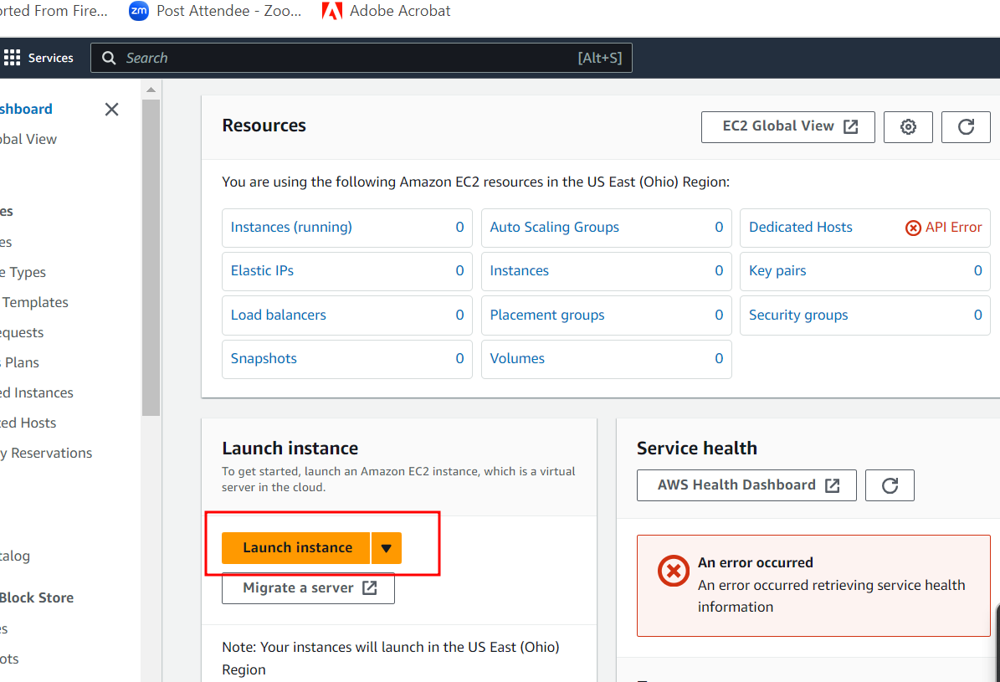 orted From Fire...
zm
Post Attendee - Zoo...
Adobe Acrobat
Services
Search
[Alt+S]
shboard
obal View
es
es
e Types
Templates
equests
s Plans
ed Instances
ted Hosts
y Reservations
talog
Block Store
es
ots
Resources
EC2 Global View
You are using the following Amazon EC2 resources in the US East (Ohio) Region:
Instances (running) 0
Auto Scaling Groups 0
Dedicated Hosts API Error
Elastic IPs 0
Instances 0
Key pairs 0
Load balancers 0
Placement groups 0
Security groups 0
Snapshots 0
Volumes 0
Launch instance
To get started, launch an Amazon EC2 instance, which is a virtual
server in the cloud.
Launch instance
Migrate a server
Note: Your instances will launch in the US East (Ohio)
Region
Service health
AWS Health Dashboard
An error occurred
An error occurred retrieving service health
information